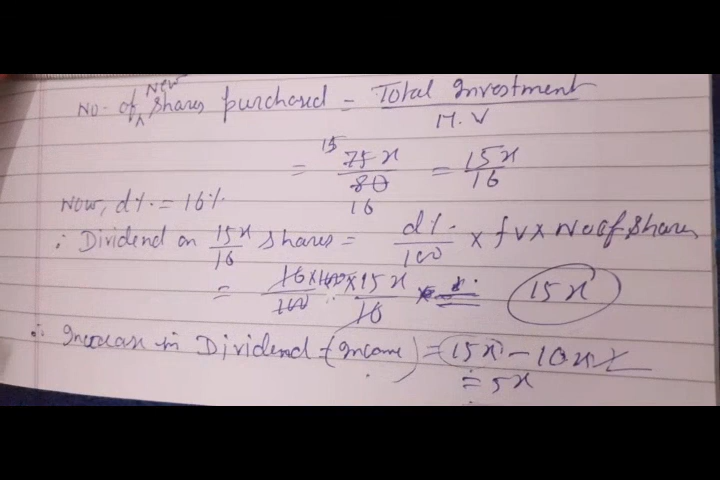 No. of New shares purchased = Total Investment / M.V
= 75x / 80 = 15x / 16
15
16
Now, d% = 16%
∴ Dividend on 15x/16 shares = d% / 100 × fv × No of shares
= 16 × 100 / 100 × 15x / 16 15x
∴ Increase in Dividend (Income) = 15x - 10x
= 5x